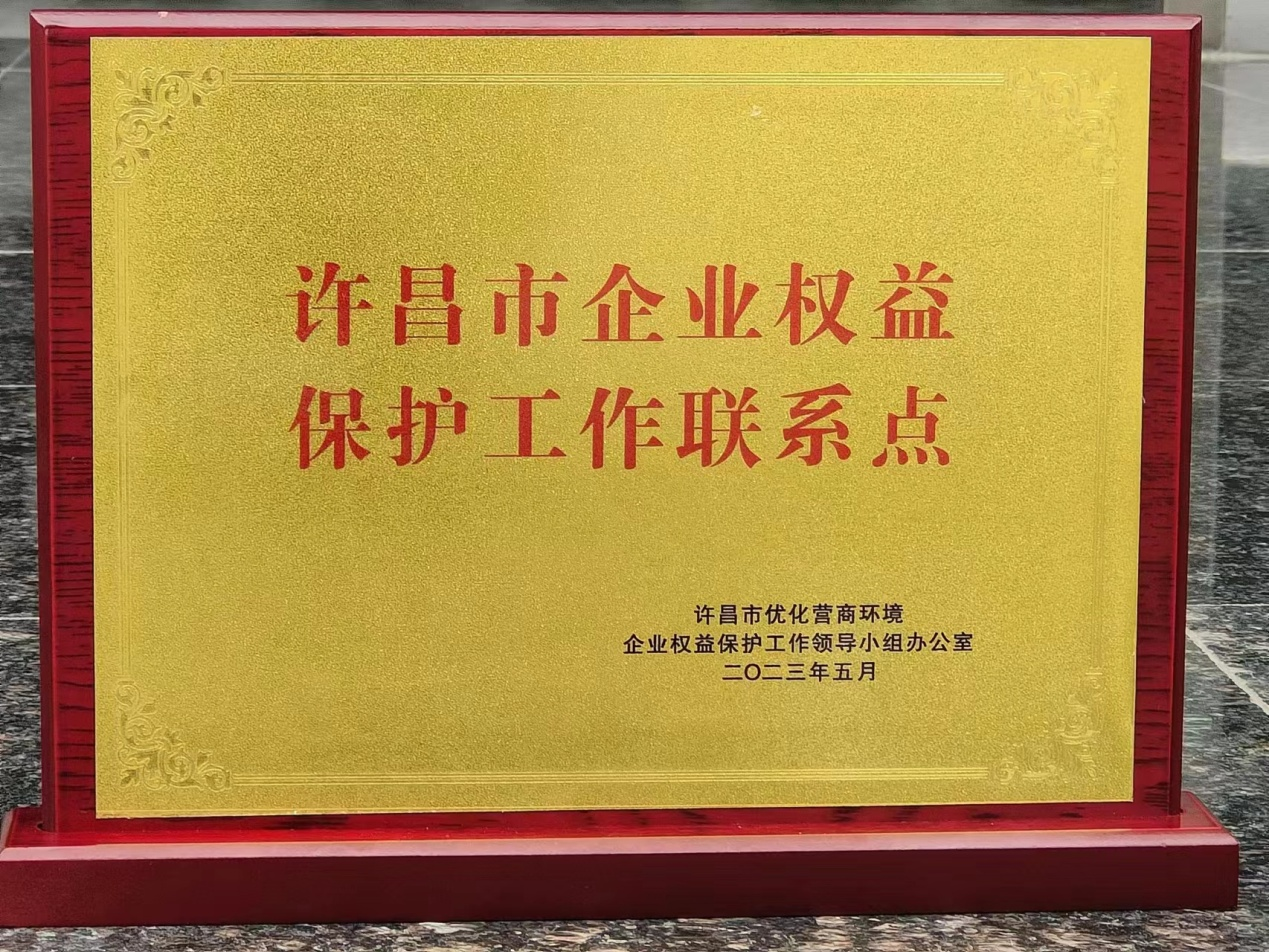 许昌市企业权益
保护工作联系点
许昌市优化营商环境
企业权益保护工作领导小组办公室
二〇二三年五月